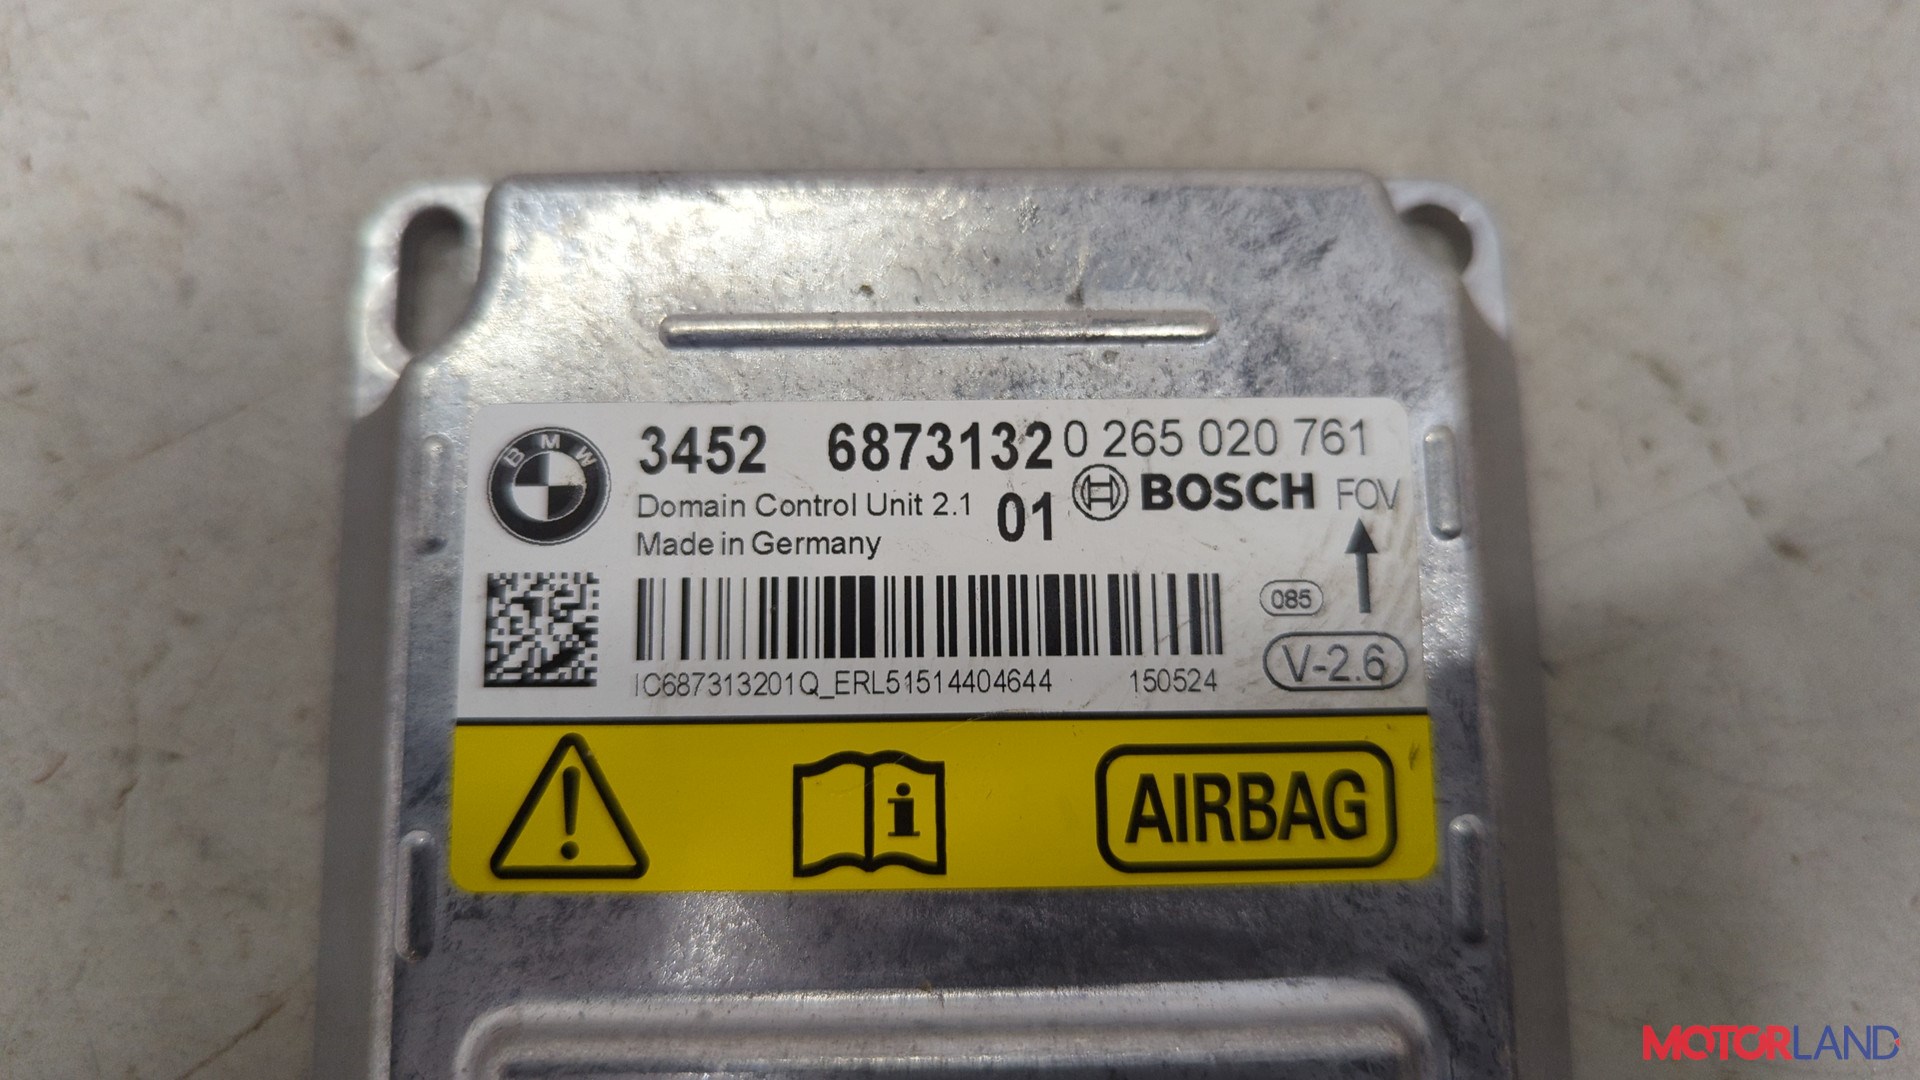 BMW
3452 6873132
0 265 020 761
Domain Control Unit 2.1
01
BOSCH
FOV
Made in Germany
085
IC687313201Q_ERL51514404644
150524
V-2.6
AIRBAG
MOTORLAND